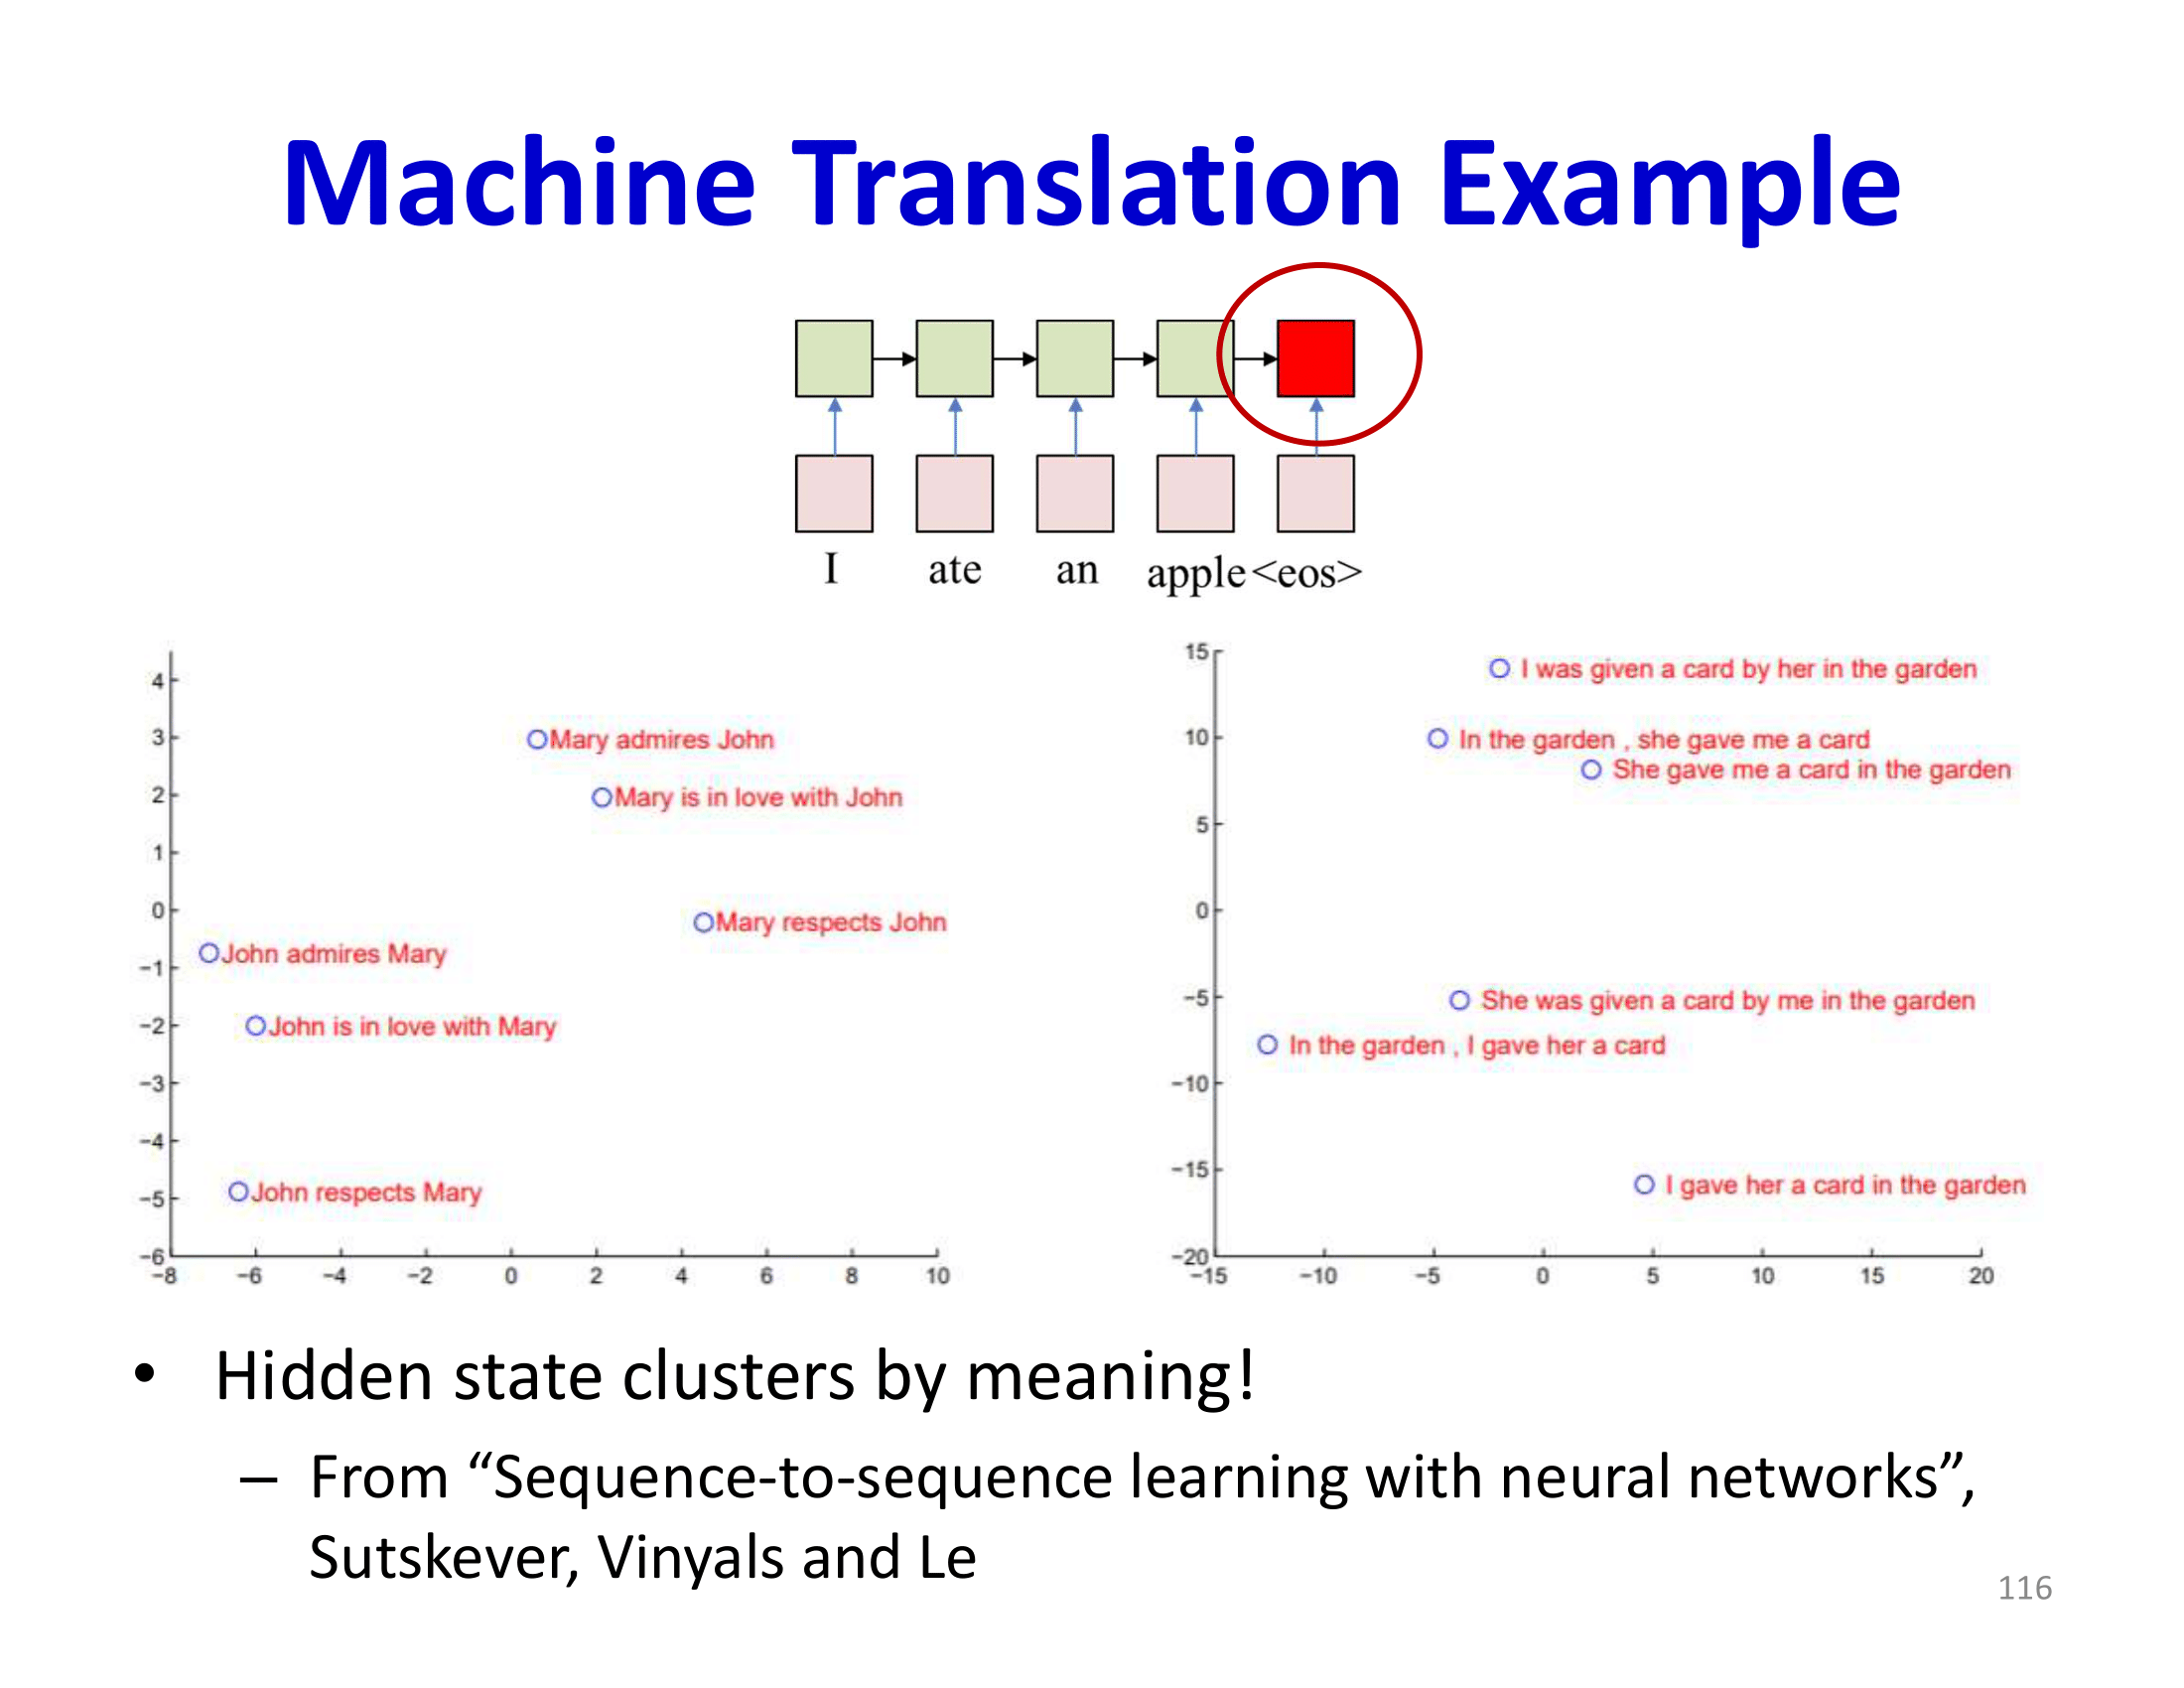 Machine Translation Example
I ate an apple <eos>
4
3
2
1
0
−1
−2
−3
−4
−5
−6
−8 −6 −4 −2 0 2 4 6 8 10
Mary admires John
Mary is in love with John
Mary respects John
John admires Mary
John is in love with Mary
John respects Mary
15
10
5
0
−5
−10
−15
−20
−15 −10 −5 0 5 10 15 20
I was given a card by her in the garden
In the garden , she gave me a card
She gave me a card in the garden
She was given a card by me in the garden
In the garden , I gave her a card
I gave her a card in the garden
• Hidden state clusters by meaning!
– From “Sequence-to-sequence learning with neural networks”,
Sutskever, Vinyals and Le
116